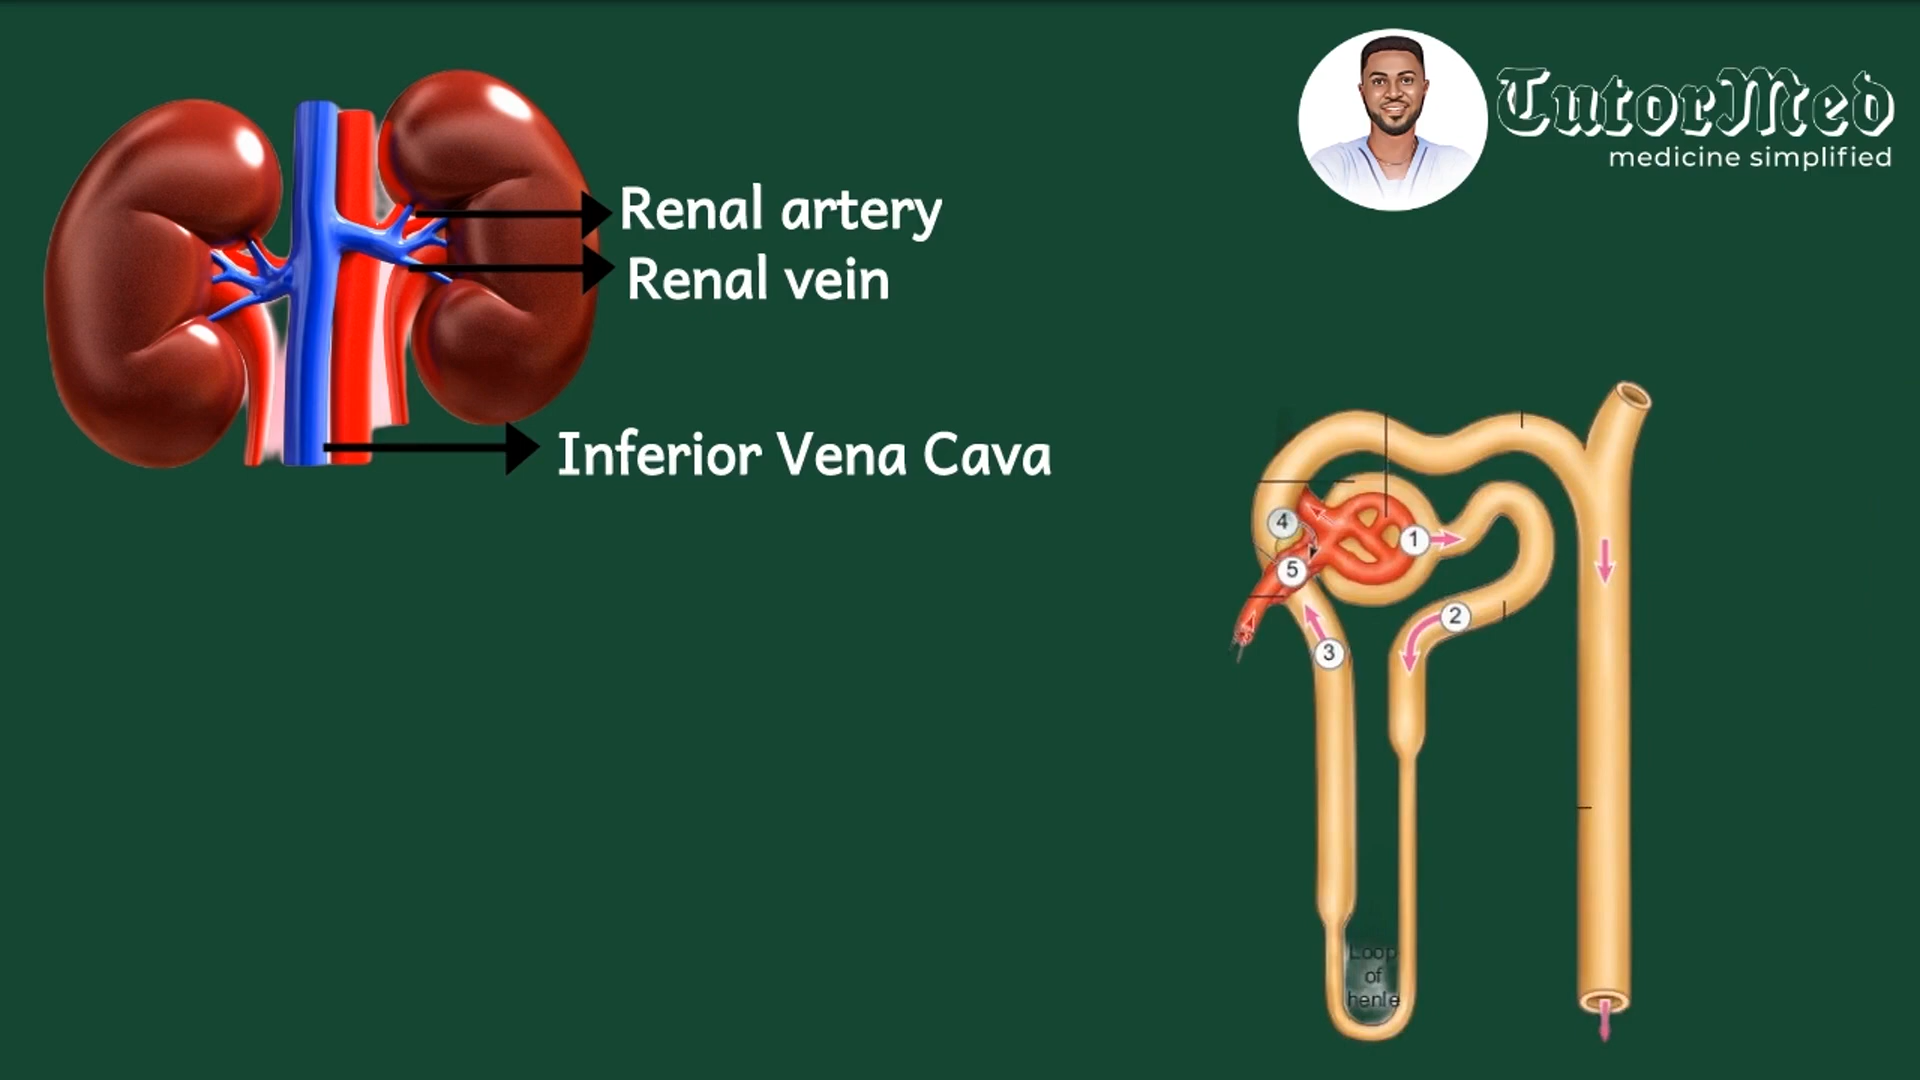 TutorMed
medicine simplified
Renal artery
Renal vein
Inferior Vena Cava
4
1
5
2
3
Loop
of
henle